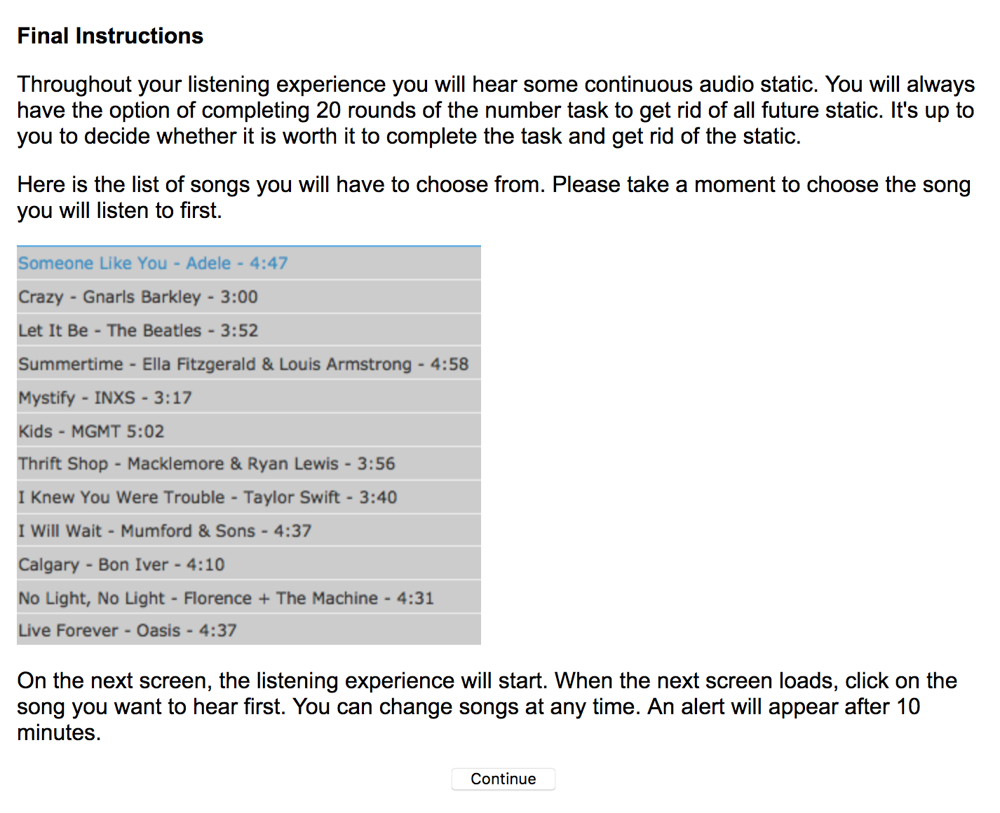 Final Instructions
Throughout your listening experience you will hear some continuous audio static. You will always
have the option of completing 20 rounds of the number task to get rid of all future static. It's up to
you to decide whether it is worth it to complete the task and get rid of the static.
Here is the list of songs you will have to choose from. Please take a moment to choose the song
you will listen to first.
Someone Like You - Adele - 4:47
Crazy - Gnarls Barkley - 3:00
Let It Be - The Beatles - 3:52
Summertime - Ella Fitzgerald & Louis Armstrong - 4:58
Mystify - INXS - 3:17
Kids - MGMT 5:02
Thrift Shop - Macklemore & Ryan Lewis - 3:56
I Knew You Were Trouble - Taylor Swift - 3:40
I Will Wait - Mumford & Sons - 4:37
Calgary - Bon Iver - 4:10
No Light, No Light - Florence + The Machine - 4:31
Live Forever - Oasis - 4:37
On the next screen, the listening experience will start. When the next screen loads, click on the
song you want to hear first. You can change songs at any time. An alert will appear after 10
minutes.
Continue